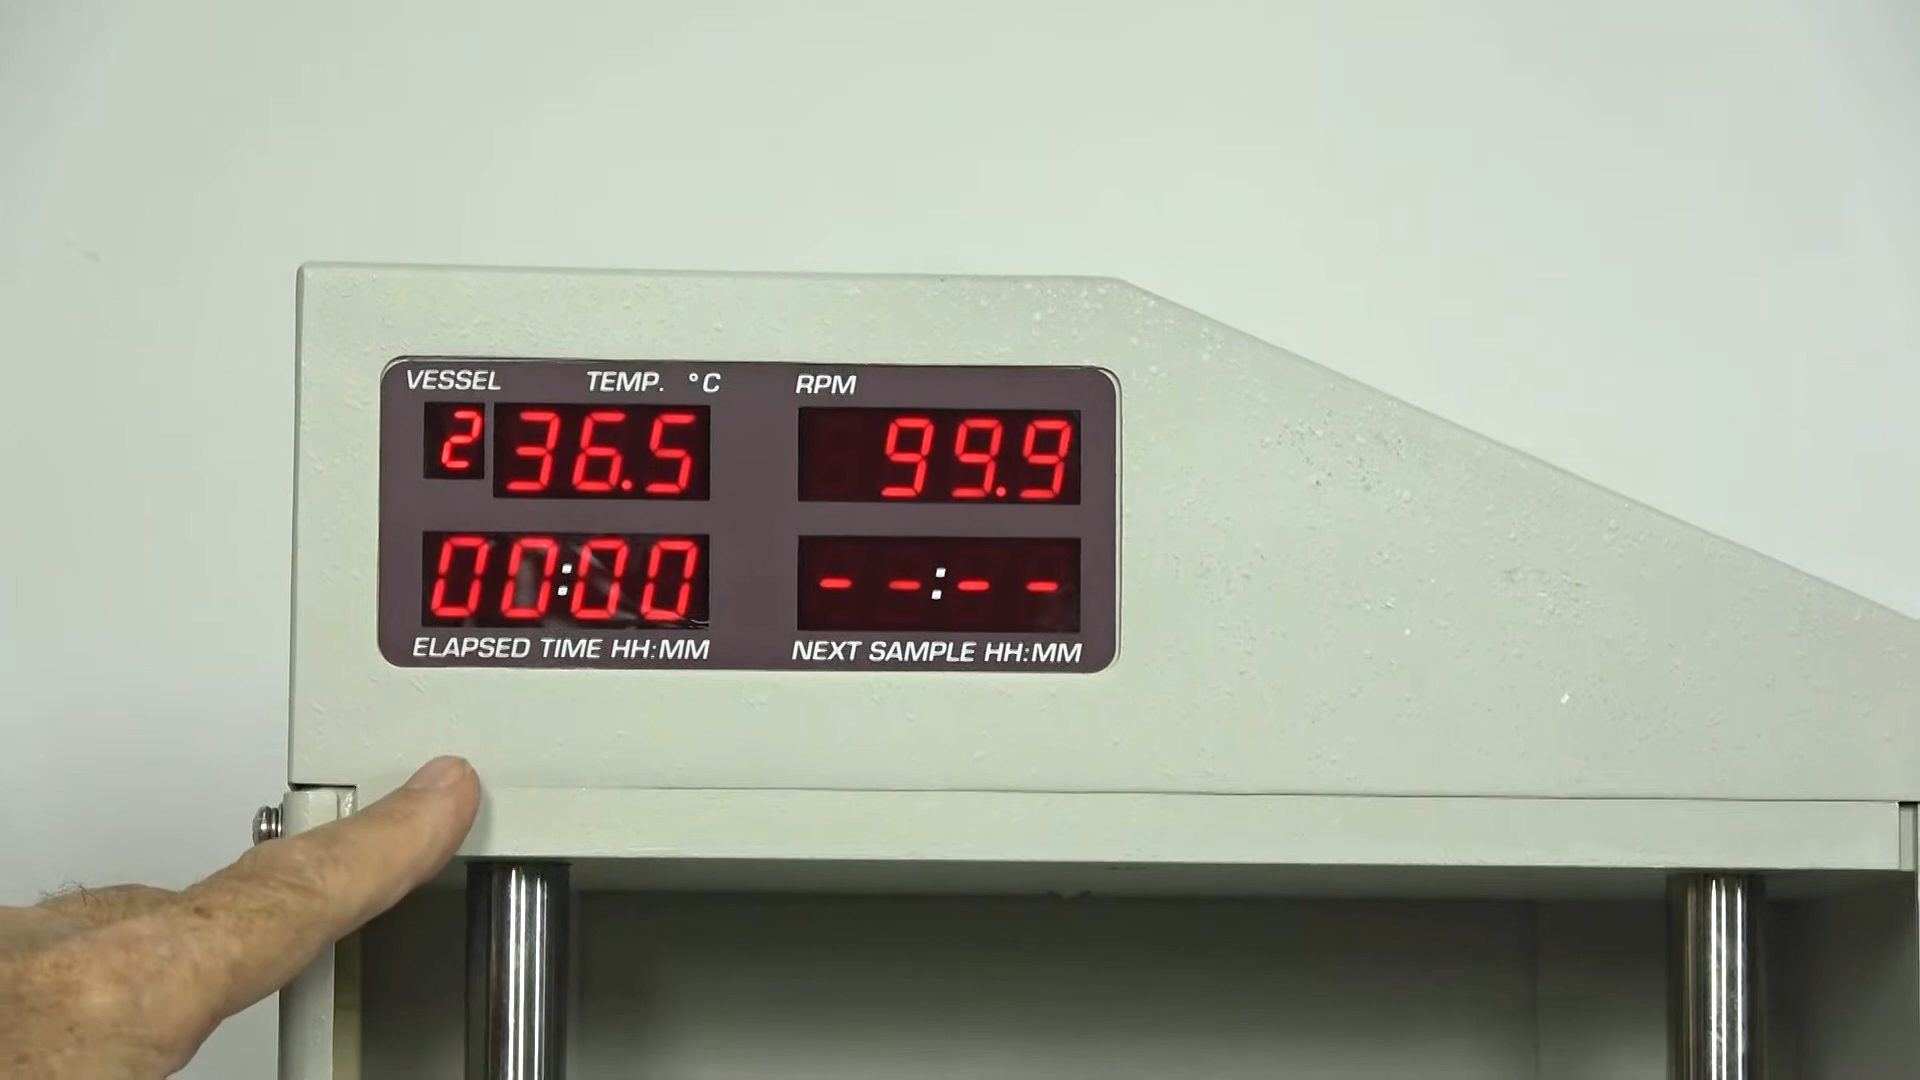 VESSEL TEMP. °C RPM
2 36.5 99.9
00:00 - -:- -
ELAPSED TIME HH:MM NEXT SAMPLE HH:MM